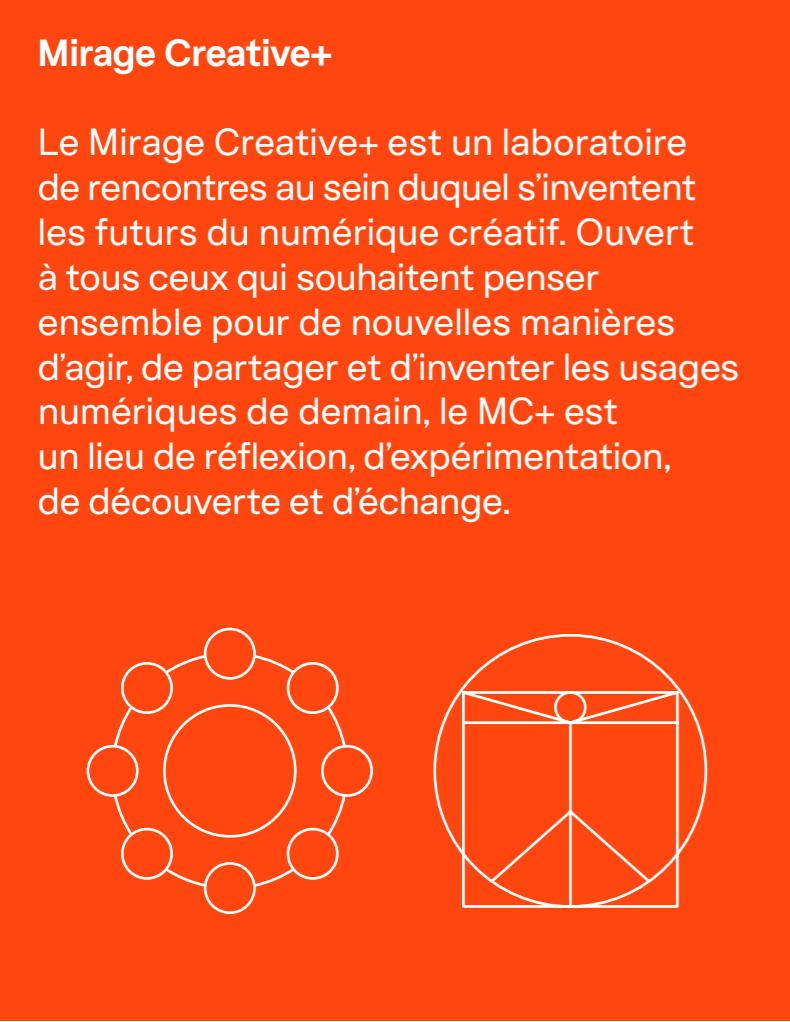 Mirage Creative+
Le Mirage Creative+ est un laboratoire
de rencontres au sein duquel s’inventent
les futurs du numérique créatif. Ouvert
à tous ceux qui souhaitent penser
ensemble pour de nouvelles manières
d’agir, de partager et d’inventer les usages
numériques de demain, le MC+ est
un lieu de réflexion, d’expérimentation,
de découverte et d’échange.